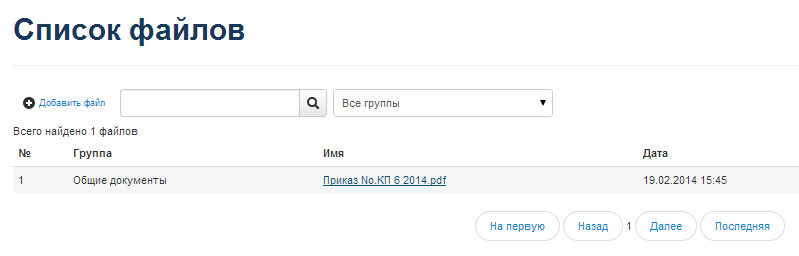 Список файлов
Добавить файл Все группы
Всего найдено 1 файлов
№ Группа Имя Дата
1 Общие документы Приказ No.КП 6 2014.pdf 19.02.2014 15:45
На первую Назад 1 Далее Последняя